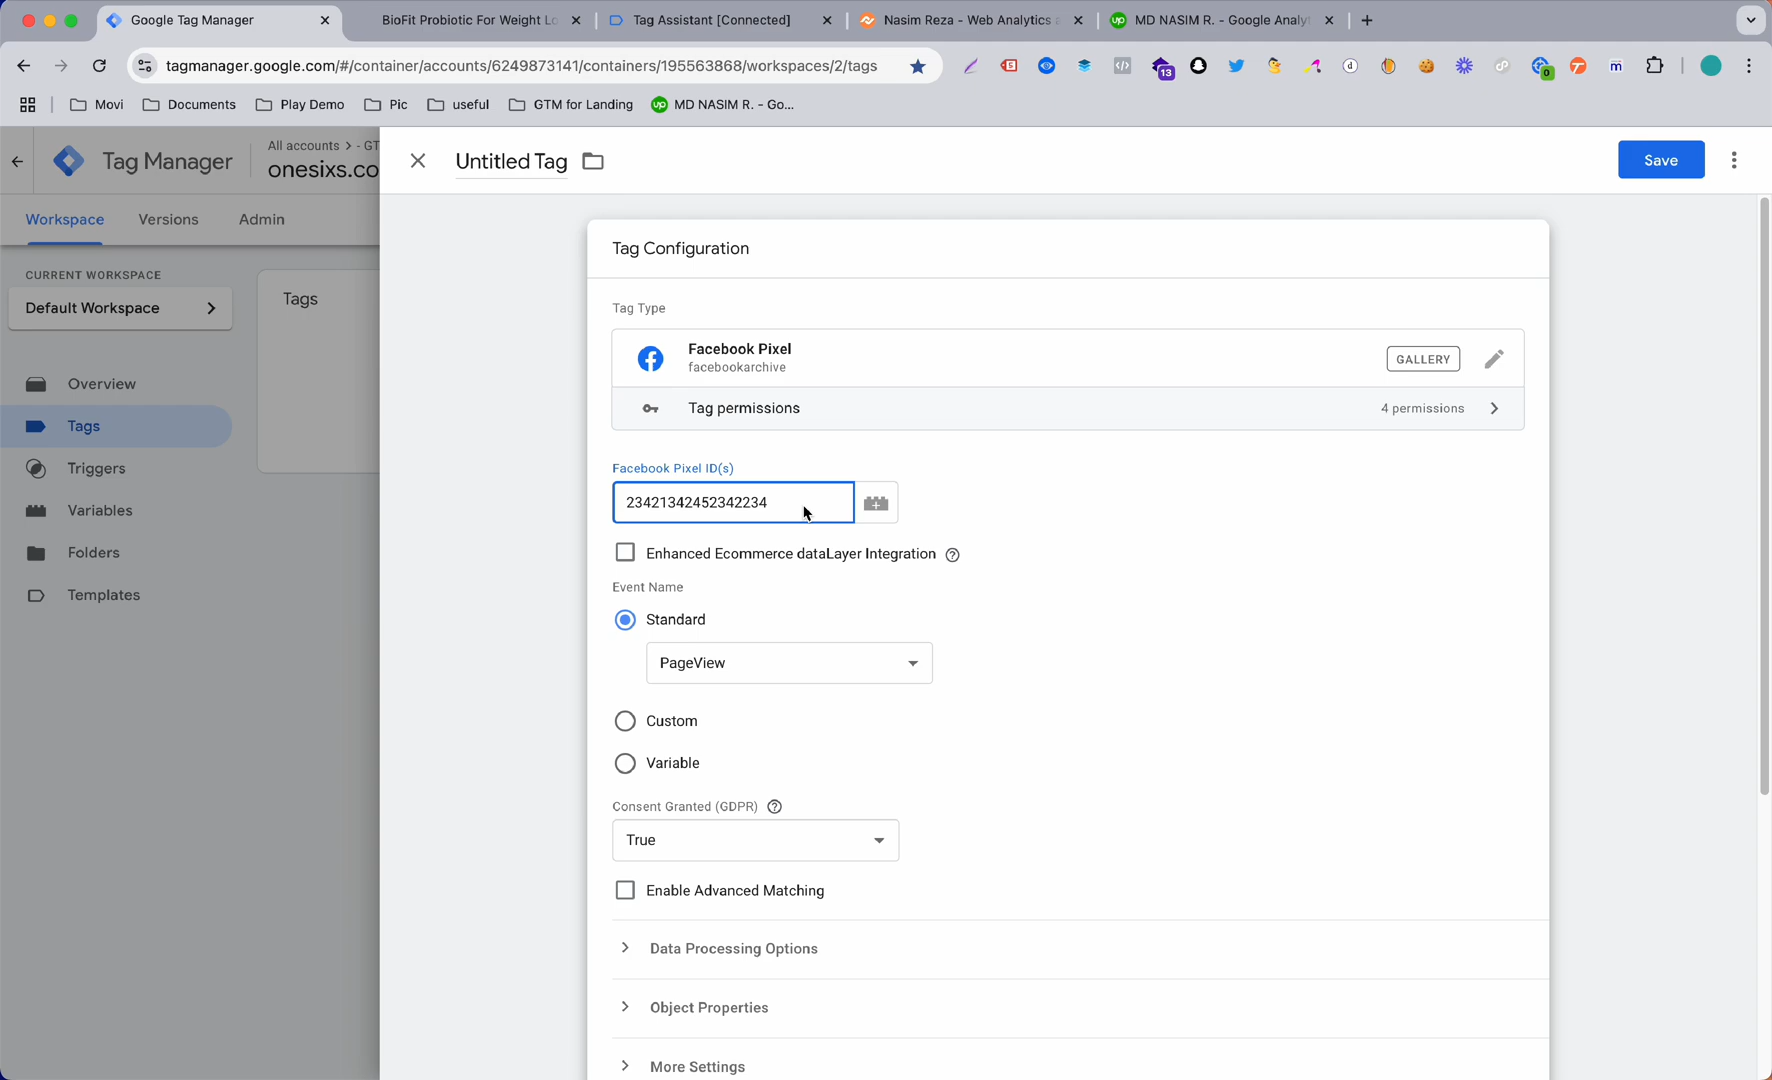 Google Tag Manager
BioFit Probiotic For Weight Lo
Tag Assistant [Connected]
Nasim Reza - Web Analytics a
MD NASIM R. - Google Analyt
tagmanager.google.com/#/container/accounts/6249873141/containers/195563868/workspaces/2/tags
5
13
0
Movi
Documents
Play Demo
Pic
useful
GTM for Landing
MD NASIM R. - Go...
Tag Manager
All accounts > - GT
onesixs.co
Untitled Tag
Save
Workspace
Versions
Admin
CURRENT WORKSPACE
Default Workspace
Overview
Tags
Triggers
Variables
Folders
Templates
Tags
Tag Configuration
Tag Type
Facebook Pixel
facebookarchive
GALLERY
Tag permissions
4 permissions
Facebook Pixel ID(s)
23421342452342234
Enhanced Ecommerce dataLayer Integration
Event Name
Standard
PageView
Custom
Variable
Consent Granted (GDPR)
True
Enable Advanced Matching
Data Processing Options
Object Properties
More Settings